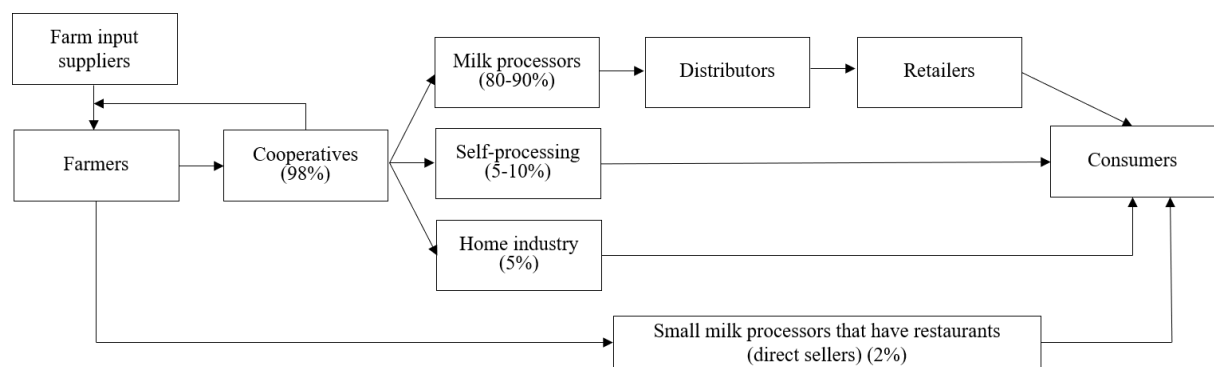 Farm input
suppliers
Milk processors
(80-90%)
Distributors
Retailers
Farmers
Cooperatives
(98%)
Self-processing
(5-10%)
Consumers
Home industry
(5%)
Small milk processors that have restaurants
(direct sellers) (2%)